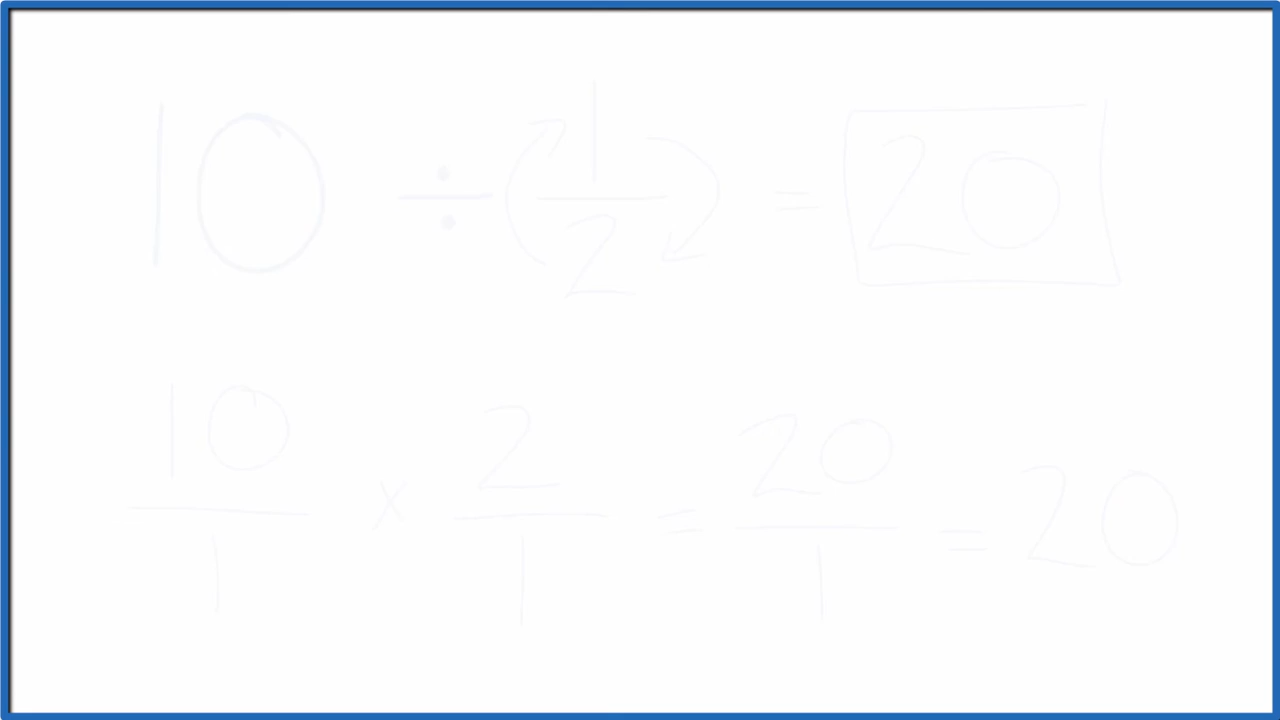 10 ÷ (1/2) = 20
10/1 x 2/1 = 20/1 = 20